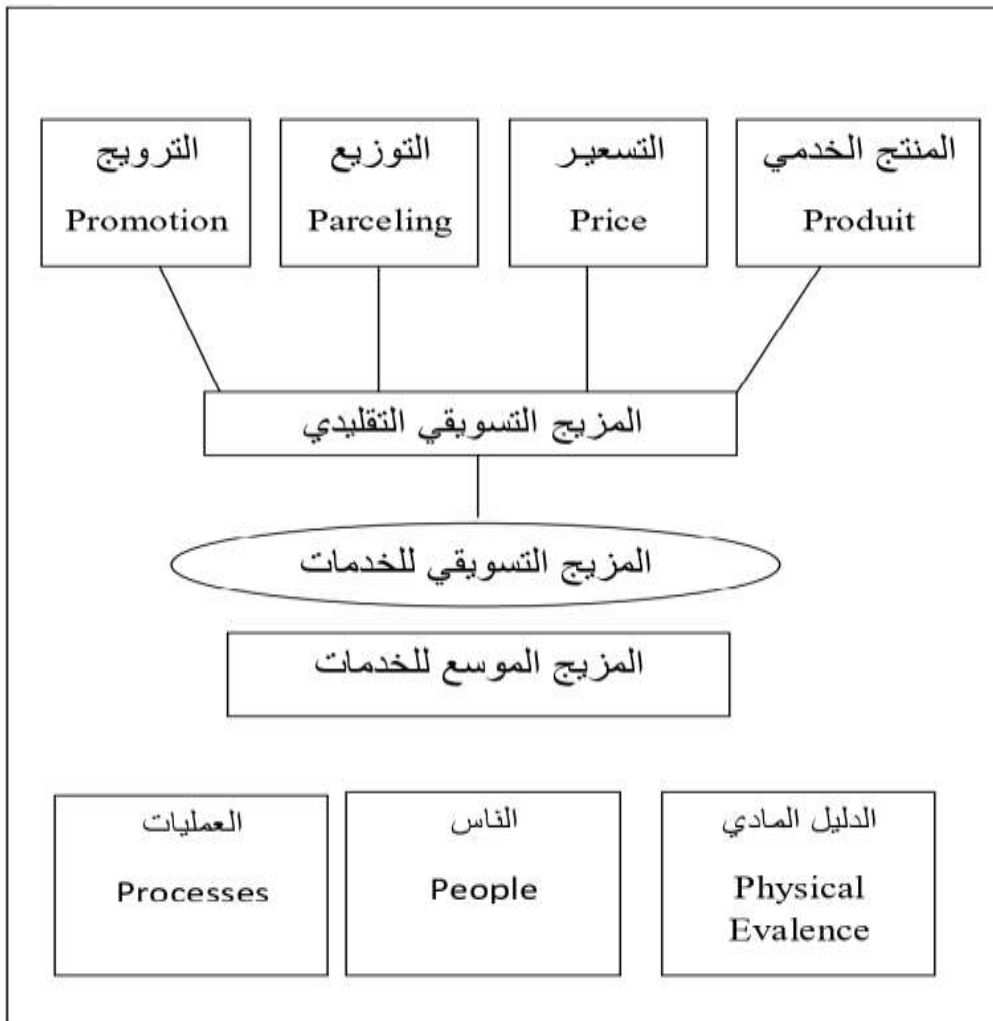 المنتج الخدمي
Produit
التسعير
Price
التوزيع
Parceling
الترويج
Promotion
المزيج التسويقي التقليدي
المزيج التسويقي للخدمات
المزيج الموسع للخدمات
الدليل المادي
Physical
Evalence
الناس
People
العمليات
Processes